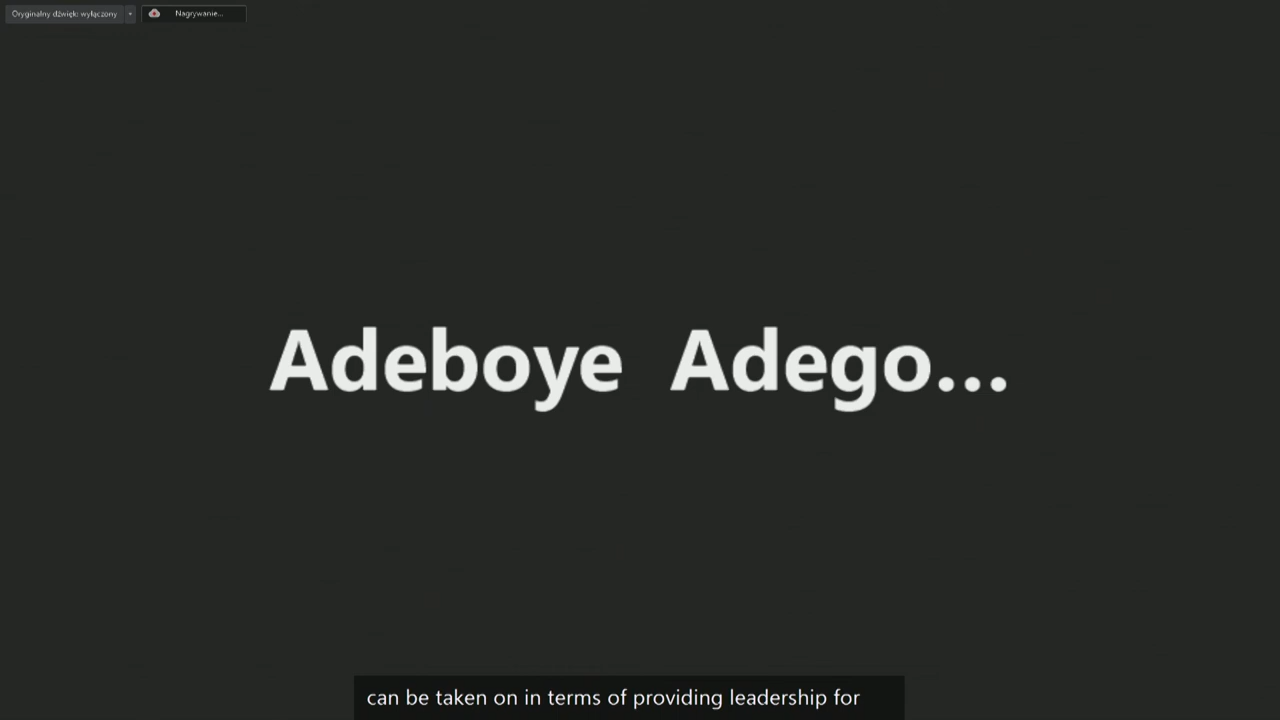 Oryginalny dźwięk: wyłączony
Nagrywanie...
Adeboye Adego...
can be taken on in terms of providing leadership for